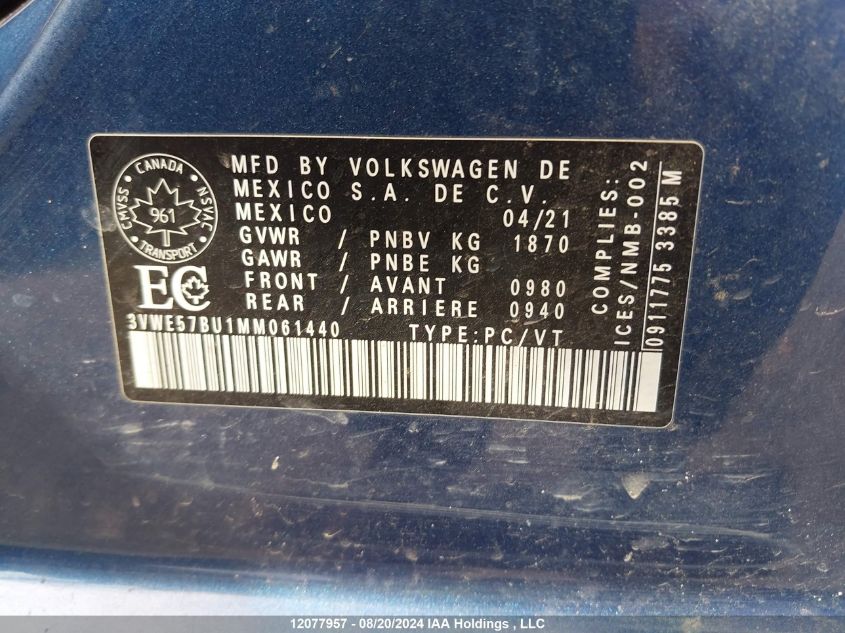 CANADA
CMVSS
NSVAC
961
TRANSPORT
EC
MFD BY VOLKSWAGEN DE
MEXICO S.A. DE C.V.
MEXICO 04/21
GVWR / PNBV KG 1870
GAWR / PNBE KG
FRONT / AVANT 0980
REAR / ARRIERE 0940
3VWE57BU1MM061440 TYPE:PC/VT
COMPLIES:
ICES/NMB-002
0911775 3385 M
12077957 - 08/20/2024 IAA Holdings , LLC